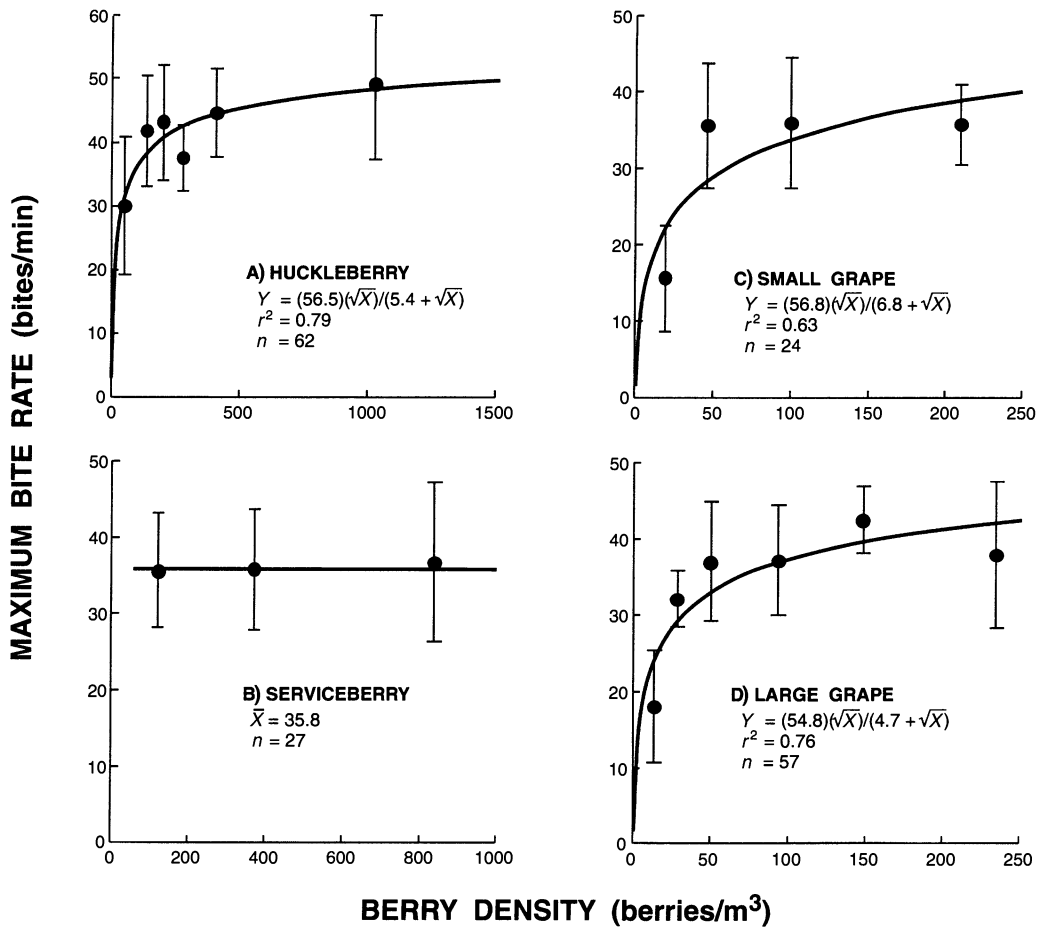 MAXIMUM BITE RATE (bites/min)
60
50
40
30
20
10
0
0 500 1000 1500
A) HUCKLEBERRY
Y = (56.5)(√X)/(5.4 + √X)
r² = 0.79
n = 62
50
40
30
20
10
0
0 50 100 150 200 250
C) SMALL GRAPE
Y = (56.8)(√X)/(6.8 + √X)
r² = 0.63
n = 24
50
40
30
20
10
0
0 200 400 600 800 1000
B) SERVICEBERRY
X̄ = 35.8
n = 27
50
40
30
20
10
0
0 50 100 150 200 250
D) LARGE GRAPE
Y = (54.8)(√X)/(4.7 + √X)
r² = 0.76
n = 57
BERRY DENSITY (berries/m³)